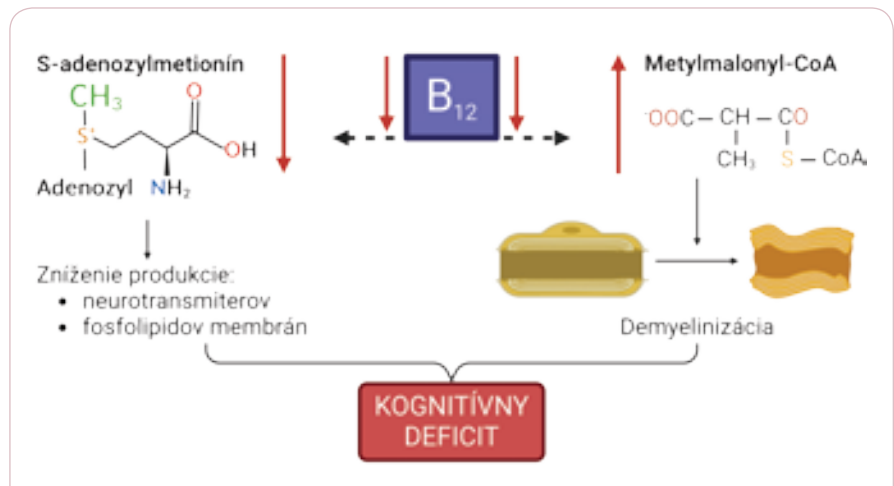 S-adenozylmetionín
CH₃
O
S⁺
OH
Adenozyl NH₂
B₁₂
Metylmalonyl-CoA
⁻OOC – CH – CO
CH₃ S – CoA
Zníženie produkcie:
• neurotransmiterov
• fosfolipidov membrán
Demyelinizácia
KOGNITÍVNY
DEFICIT